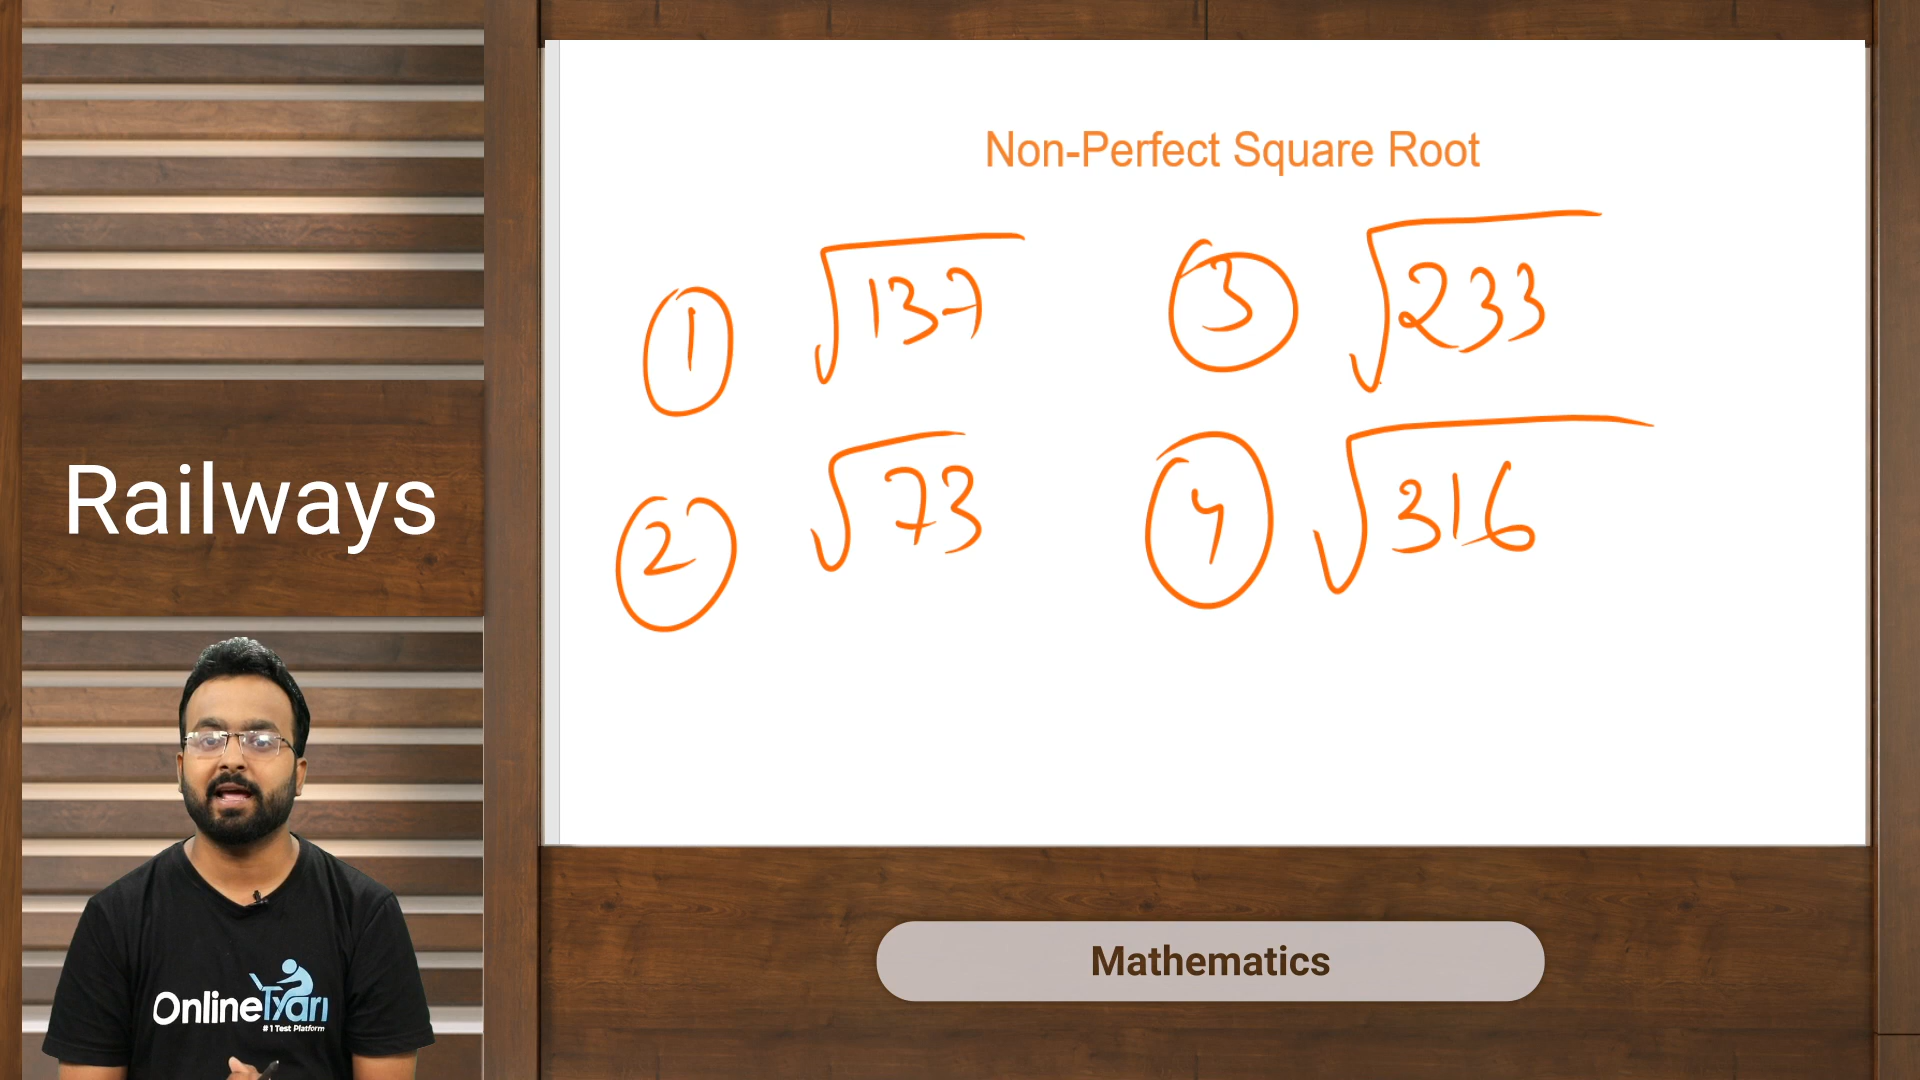 Non-Perfect Square Root
① √137
③ √233
② √73
④ √316
Railways
OnlineTyari
#1 Test Platform
Mathematics